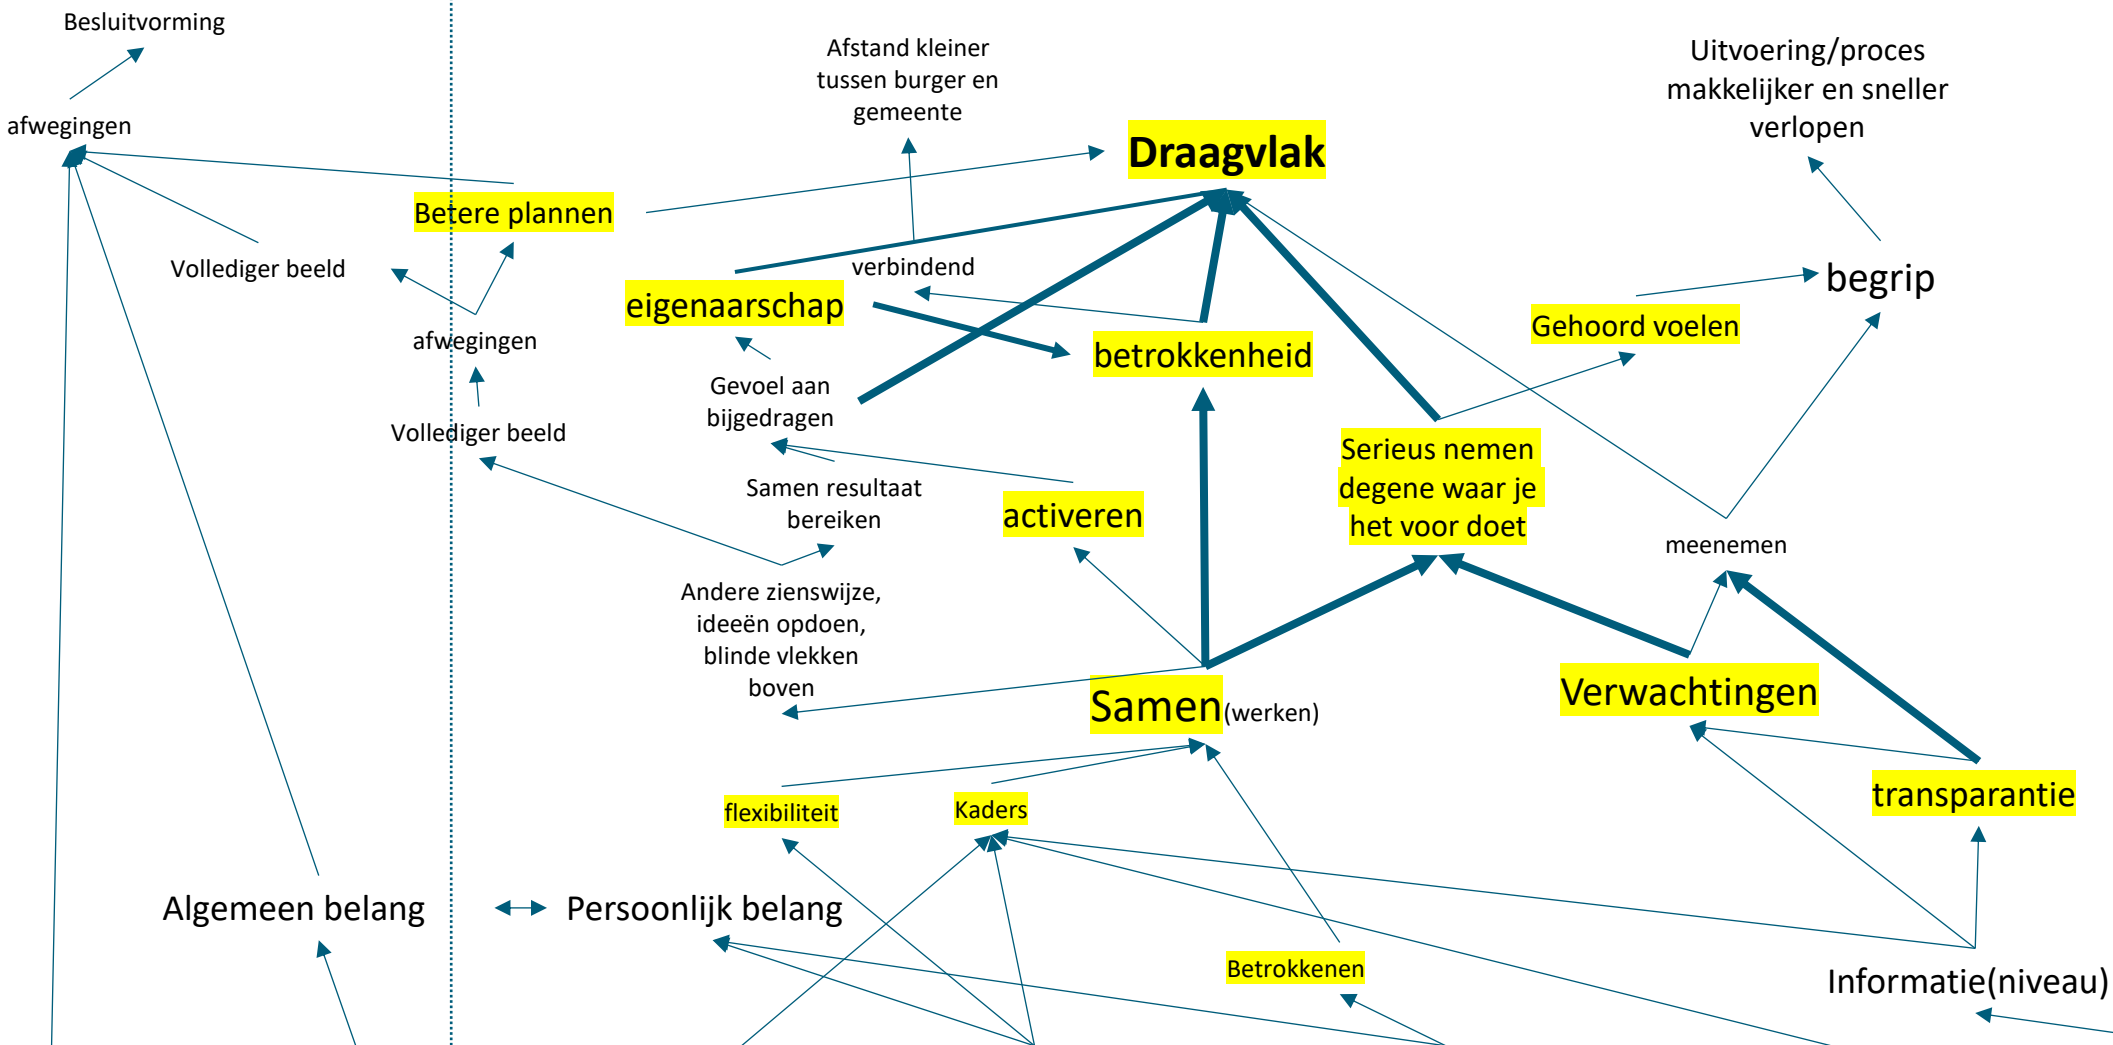 Besluitvorming
Afstand kleiner
tussen burger en
gemeente
Uitvoering/proces
makkelijker en sneller
verlopen
afwegingen
Draagvlak
Betere plannen
Vollediger beeld
verbindend
begrip
eigenaarschap
Gehoord voelen
afwegingen
betrokkenheid
Gevoel aan
bijgedragen
Vollediger beeld
Serieus nemen
degene waar je
het voor doet
Samen resultaat
bereiken
activeren
meenemen
Andere zienswijze,
ideeën opdoen,
blinde vlekken
boven
Samen(werken)
Verwachtingen
flexibiliteit
Kaders
transparantie
Algemeen belang
Persoonlijk belang
Betrokkenen
Informatie(niveau)